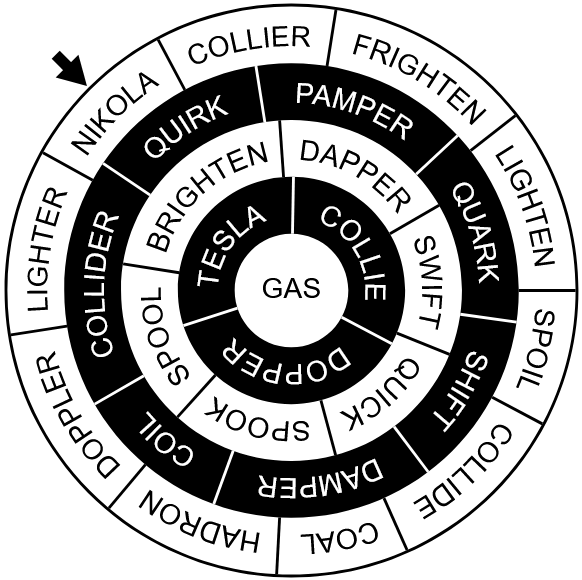 NIKOLA
COLLIER
FRIGHTEN
LIGHTEN
SPOIL
COLLIDE
COAL
HADRON
DOPPLER
LIGHTER
QUIRK
PAMPER
QUARK
SHIFT
DAMPER
COIL
COLLIDER
BRIGHTEN
DAPPER
SWIFT
QUICK
SPOOK
SPOOL
TESLA
COLLIE
DOPPER
GAS